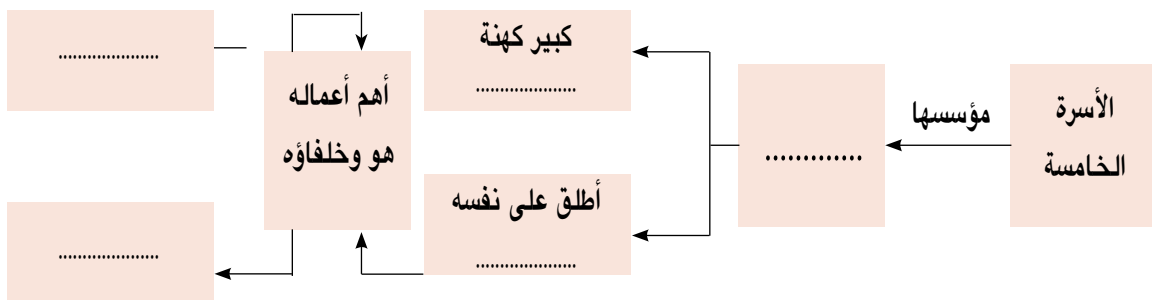 الأسرة
الخامسة
مؤسسها
.............
كبير كهنة
.....................
أطلق على نفسه
.....................
أهم أعماله
هو وخلفاؤه
.....................
.....................